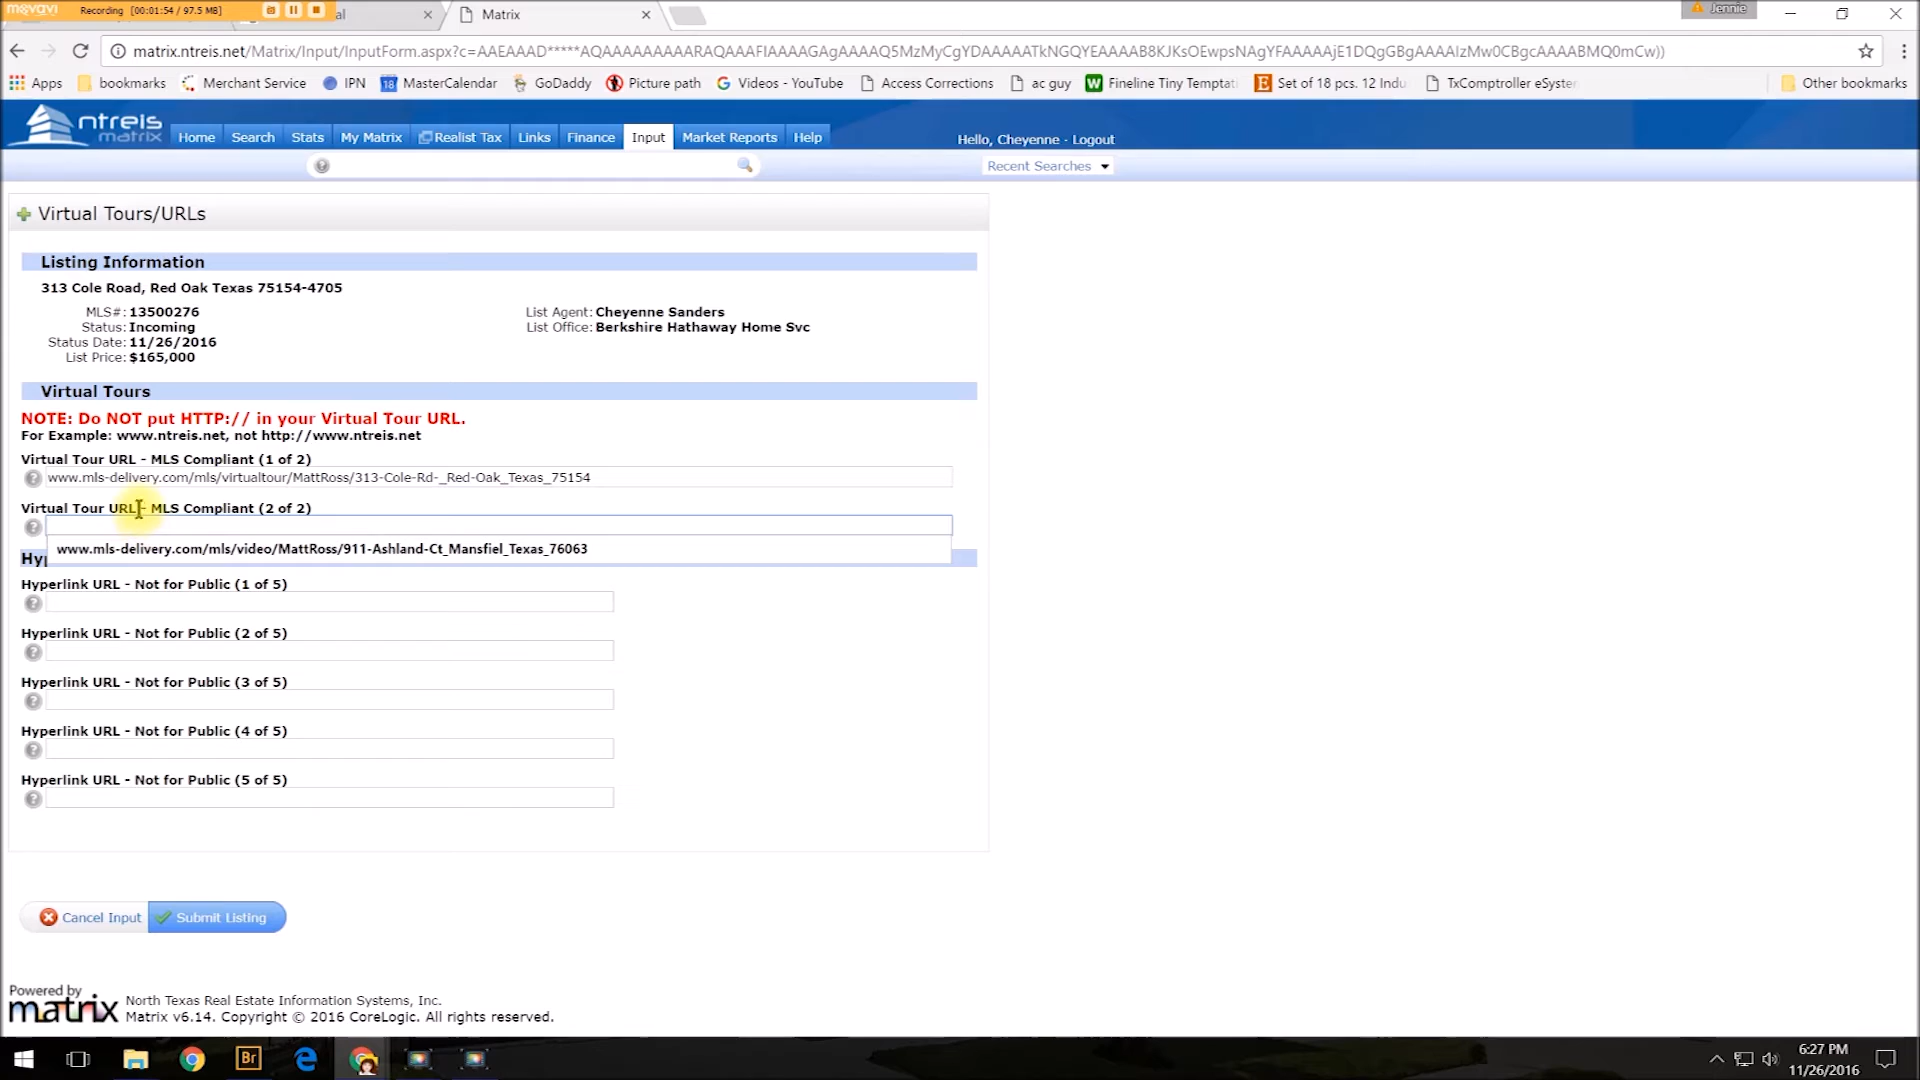 movavi Recording [00:01:54 / 97.5 MB]
al
Matrix
Jennie
matrix.ntreis.net/Matrix/Input/InputForm.aspx?c=AAEAAAD*****AQAAAAAAAAARAQAAAFIAAAAGAgAAAAQ5MzMyCgYDAAAAATkNGQYEAAAAB8KJKsOEwpsNAgYFAAAAAjE1DQgGBgAAAAIzMw0CBgcAAAABMQ0mCw))
Apps
bookmarks
Merchant Service
IPN
18 MasterCalendar
GoDaddy
Picture path
Videos - YouTube
Access Corrections
ac guy
Fineline Tiny Temptat
Set of 18 pcs. 12 Indu
TxComptroller eSyste
Other bookmarks
ntreis
matrix
Home Search Stats My Matrix Realist Tax Links Finance Input Market Reports Help
Hello, Cheyenne - Logout
Recent Searches
Virtual Tours/URLs
Listing Information
313 Cole Road, Red Oak Texas 75154-4705
MLS#: 13500276
List Agent: Cheyenne Sanders
Status: Incoming
List Office: Berkshire Hathaway Home Svc
Status Date: 11/26/2016
List Price: $165,000
Virtual Tours
NOTE: Do NOT put HTTP:// in your Virtual Tour URL.
For Example: www.ntreis.net, not http://www.ntreis.net
Virtual Tour URL - MLS Compliant (1 of 2)
www.mls-delivery.com/mls/virtualtour/MattRoss/313-Cole-Rd-_Red-Oak_Texas_75154
Virtual Tour URL - MLS Compliant (2 of 2)
www.mls-delivery.com/mls/video/MattRoss/911-Ashland-Ct_Mansfiel_Texas_76063
Hy
Hyperlink URL - Not for Public (1 of 5)
Hyperlink URL - Not for Public (2 of 5)
Hyperlink URL - Not for Public (3 of 5)
Hyperlink URL - Not for Public (4 of 5)
Hyperlink URL - Not for Public (5 of 5)
Cancel Input
Submit Listing
Powered by
matrix
North Texas Real Estate Information Systems, Inc.
Matrix v6.14. Copyright © 2016 CoreLogic. All rights reserved.
Br
6:27 PM
11/26/2016